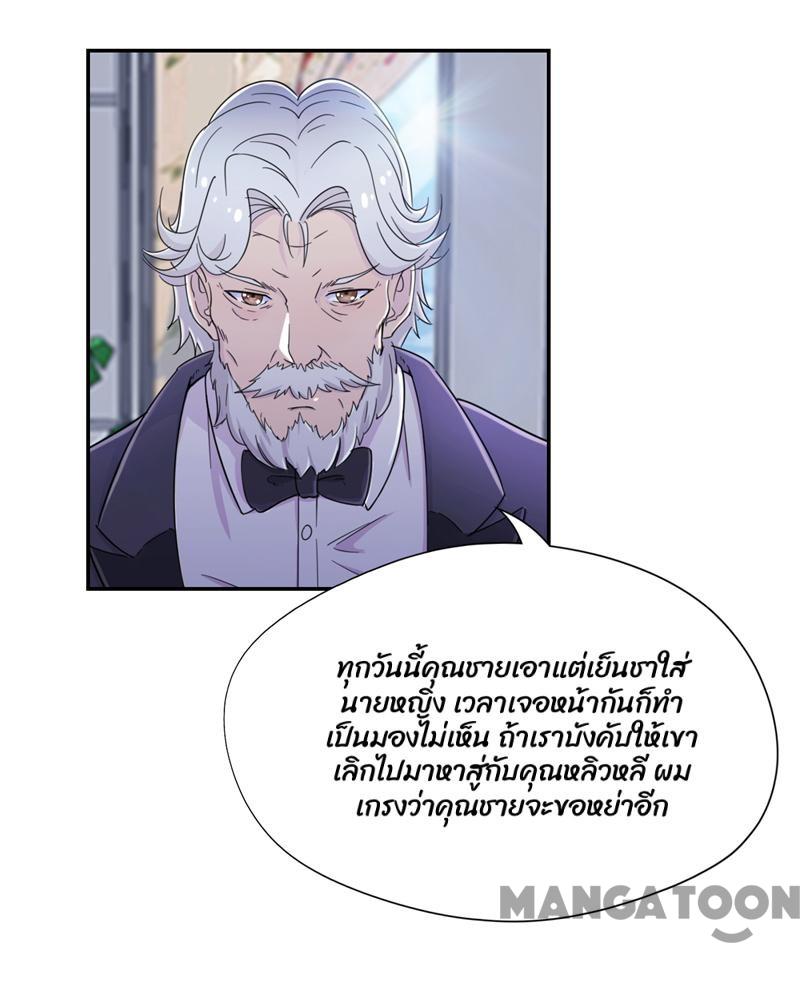 ทุกวันนี้คุณชายเอาแต่เย็นชาใส่
นายหญิง เวลาเจอหน้ากันก็ทำ
เป็นมองไม่เห็น ถ้าเราบังคับให้เขา
เลิกไปมาหาสู่กับคุณหลิวหลี ผม
เกรงว่าคุณชายจะขอหย่าอีก
MANGATOON